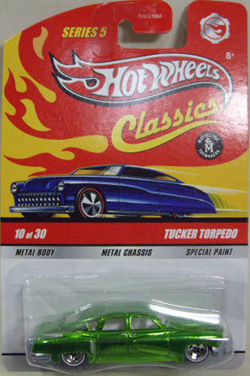 SERIES 5
HOT WHEELS
Classics
10 of 30
TUCKER TORPEDO
METAL BODY
METAL CHASSIS
SPECIAL PAINT